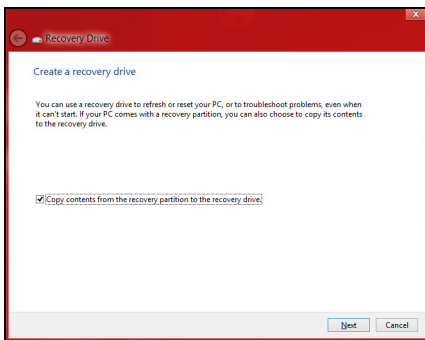 x
Recovery Drive
Create a recovery drive
You can use a recovery drive to refresh or reset your PC, or to troubleshoot problems, even when
it can't start. If your PC comes with a recovery partition, you can also choose to copy its contents
to the recovery drive.
Copy contents from the recovery partition to the recovery drive.
Next Cancel